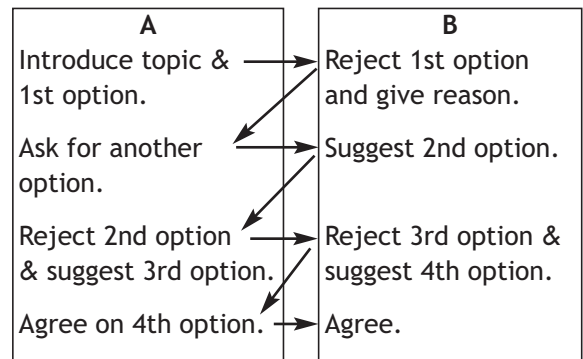 A
Introduce topic &
1st option.
Ask for another
option.
Reject 2nd option
& suggest 3rd option.
Agree on 4th option.
B
Reject 1st option
and give reason.
Suggest 2nd option.
Reject 3rd option &
suggest 4th option.
Agree.